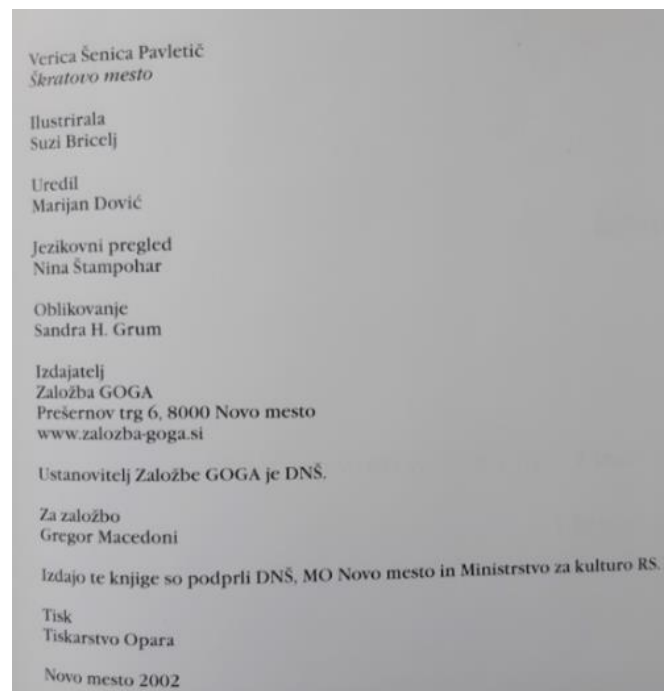 Verica Šenica Pavletič
Škratovo mesto
Ilustrirala
Suzi Bricelj
Uredil
Marijan Dović
Jezikovni pregled
Nina Štampohar
Oblikovanje
Sandra H. Grum
Izdajatelj
Založba GOGA
Prešernov trg 6, 8000 Novo mesto
www.zalozba-goga.si
Ustanovitelj Založbe GOGA je DNŠ.
Za založbo
Gregor Macedoni
Izdajo te knjige so podprli DNŠ, MO Novo mesto in Ministrstvo za kulturo RS.
Tisk
Tiskarstvo Opara
Novo mesto 2002